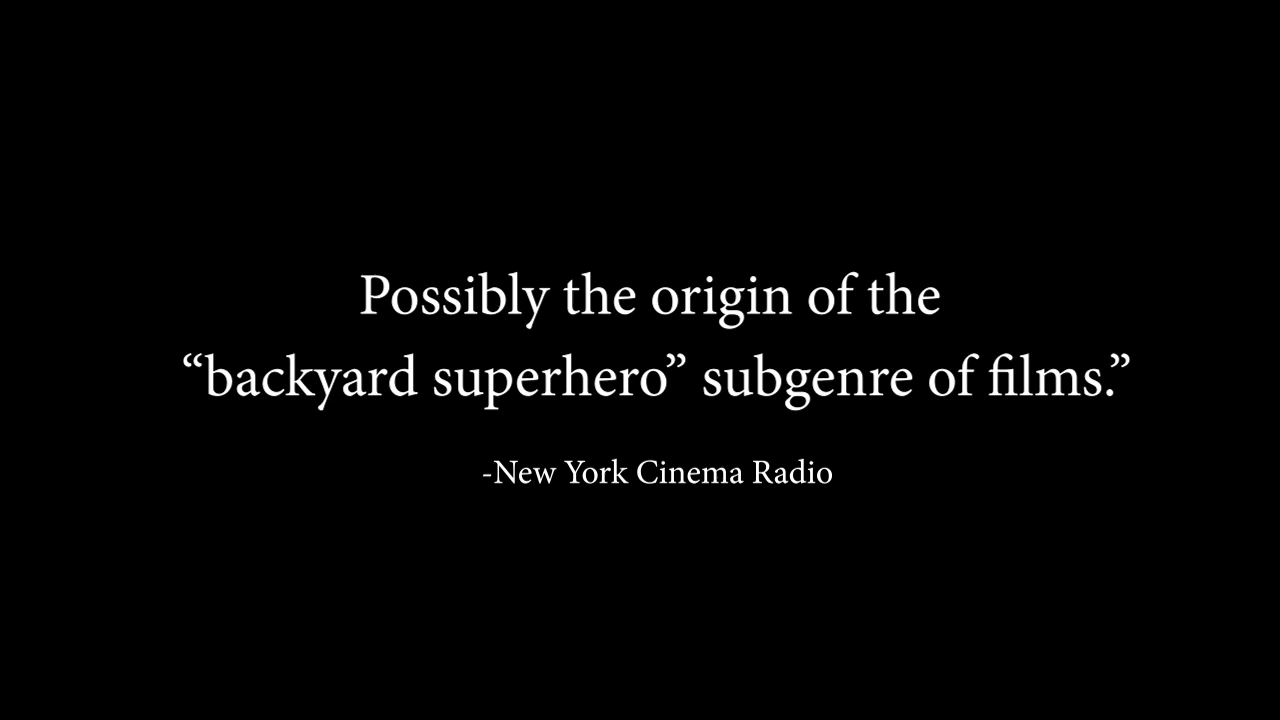 Possibly the origin of the
“backyard superhero” subgenre of films.”
-New York Cinema Radio